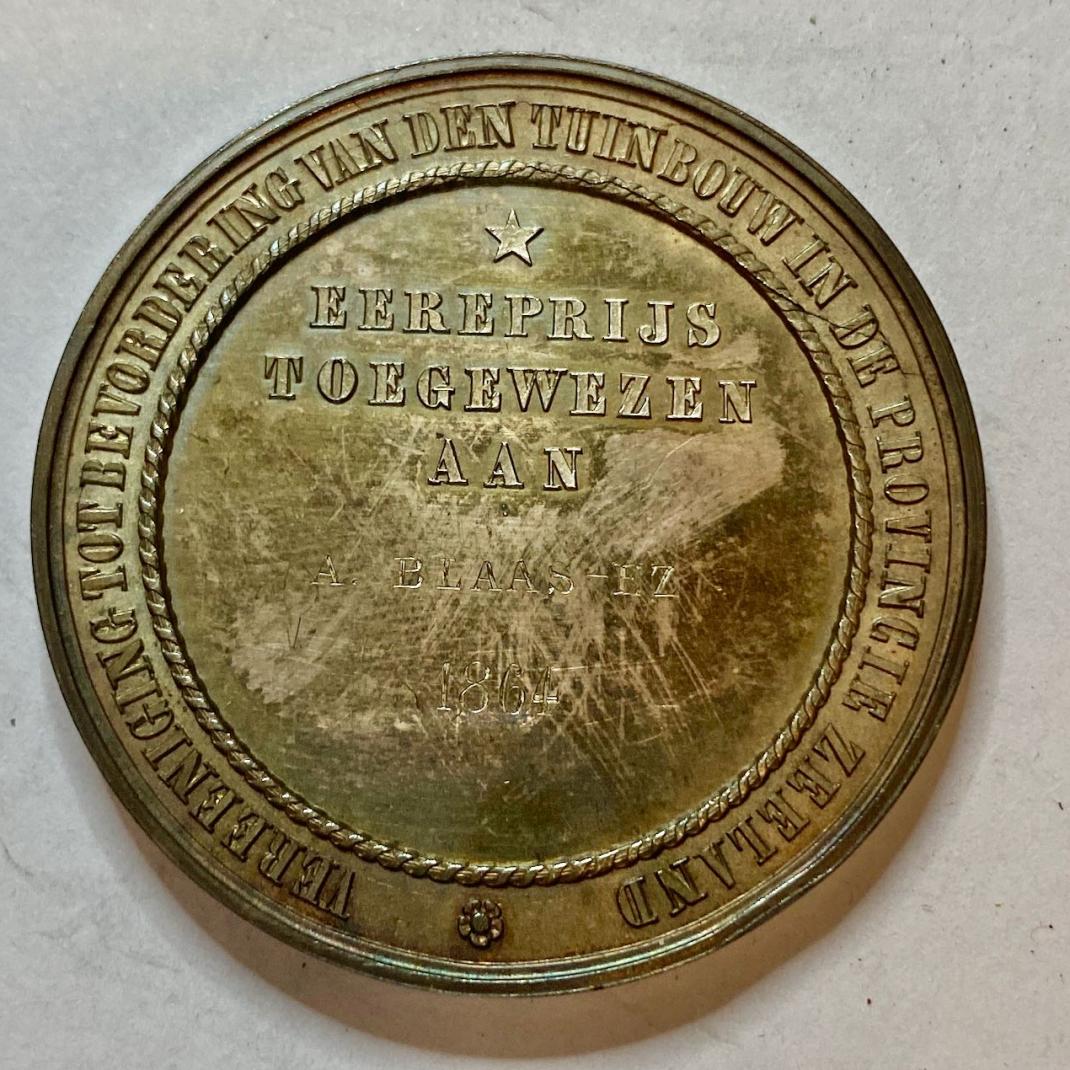 VEREENIGING TOT BEVORDERING VAN DEN TUINBOUW IN DE PROVINCIE ZEELAND
EEREPRIJS
TOEGEWEZEN
AAN
A. BLAAS-EZ
1864